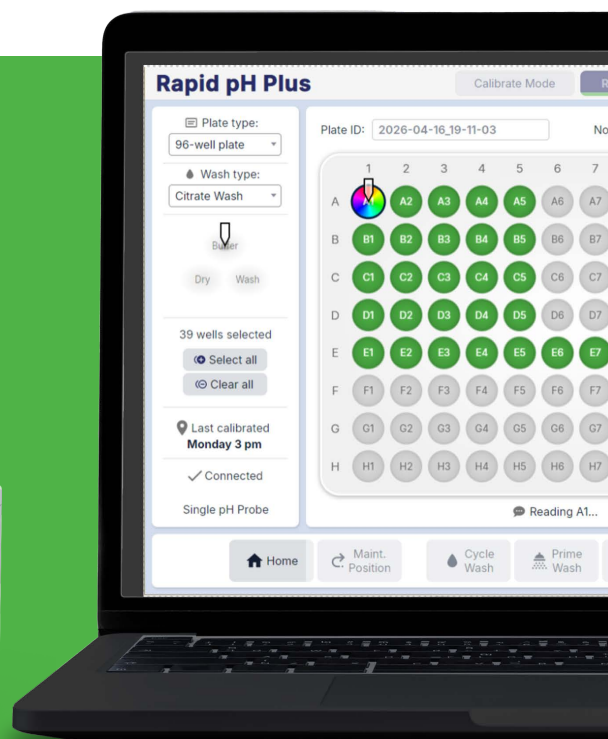 Rapid pH Plus
Calibrate Mode
R
Plate type:
96-well plate
Wash type:
Citrate Wash
Buffer
Dry Wash
39 wells selected
Select all
Clear all
Last calibrated
Monday 3 pm
Connected
Single pH Probe
Plate ID: 2026-04-16_19-11-03 No
1 2 3 4 5 6 7
A A2 A3 A4 A5 A6 A7
B B1 B2 B3 B4 B5 B6 B7
C C1 C2 C3 C4 C5 C6 C7
D D1 D2 D3 D4 D5 D6 D7
E E1 E2 E3 E4 E5 E6 E7
F F1 F2 F3 F4 F5 F6 F7
G G1 G2 G3 G4 G5 G6 G7
H H1 H2 H3 H4 H5 H6 H7
Reading A1...
Home
Maint.
Position
Cycle
Wash
Prime
Wash